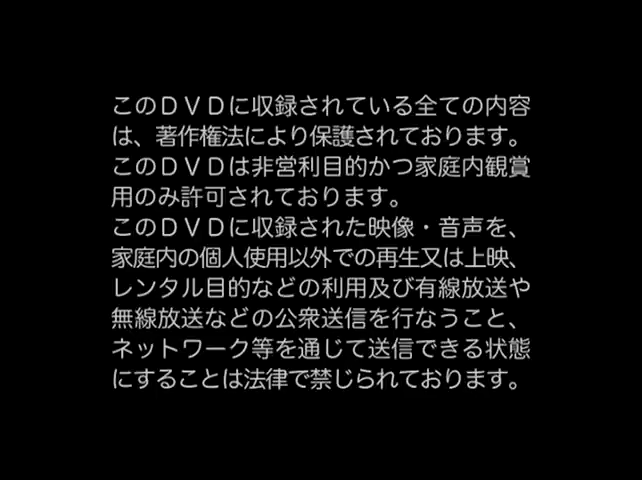 このＤＶＤに収録されている全ての内容
は、著作権法により保護されております。
このＤＶＤは非営利目的かつ家庭内観賞
用のみ許可されております。
このＤＶＤに収録された映像・音声を、
家庭内の個人使用以外での再生又は上映、
レンタル目的などの利用及び有線放送や
無線放送などの公衆送信を行なうこと、
ネットワーク等を通じて送信できる状態
にすることは法律で禁じられております。